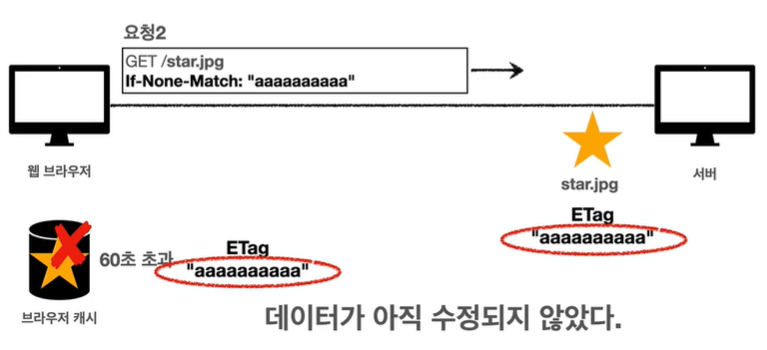 요청2
GET /star.jpg
If-None-Match: "aaaaaaaaaa"
웹 브라우저
서버
star.jpg
ETag
"aaaaaaaaaa"
60초 초과
ETag
"aaaaaaaaaa"
브라우저 캐시
데이터가 아직 수정되지 않았다.